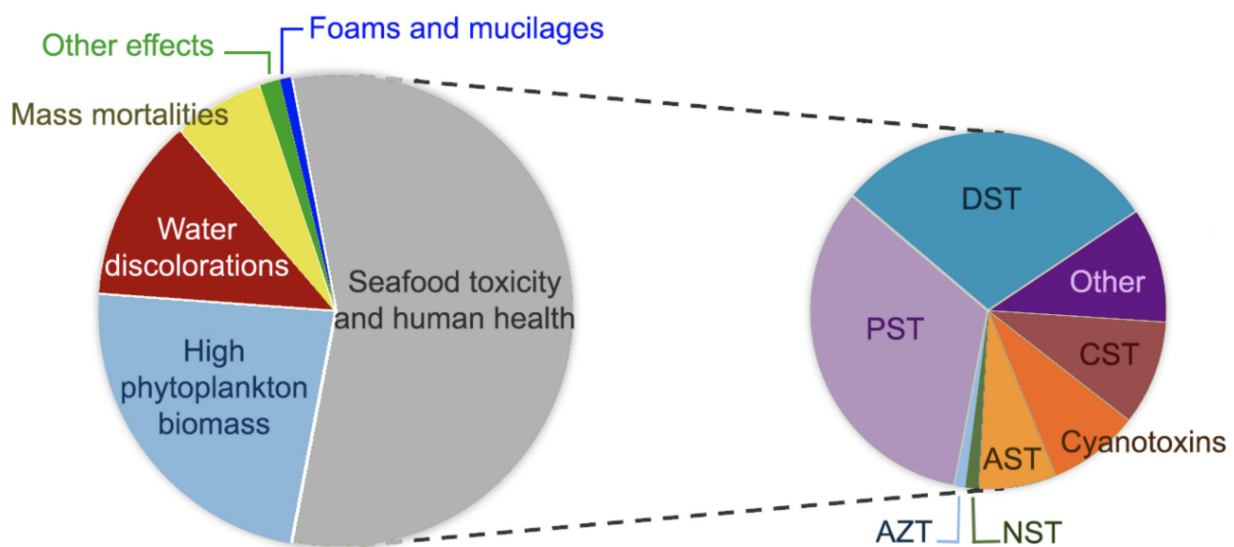 Foams and mucilages
Other effects
Mass mortalities
Water
discolorations
High
phytoplankton
biomass
Seafood toxicity
and human health
DST
Other
CST
Cyanotoxins
AST
NST
AZT
PST